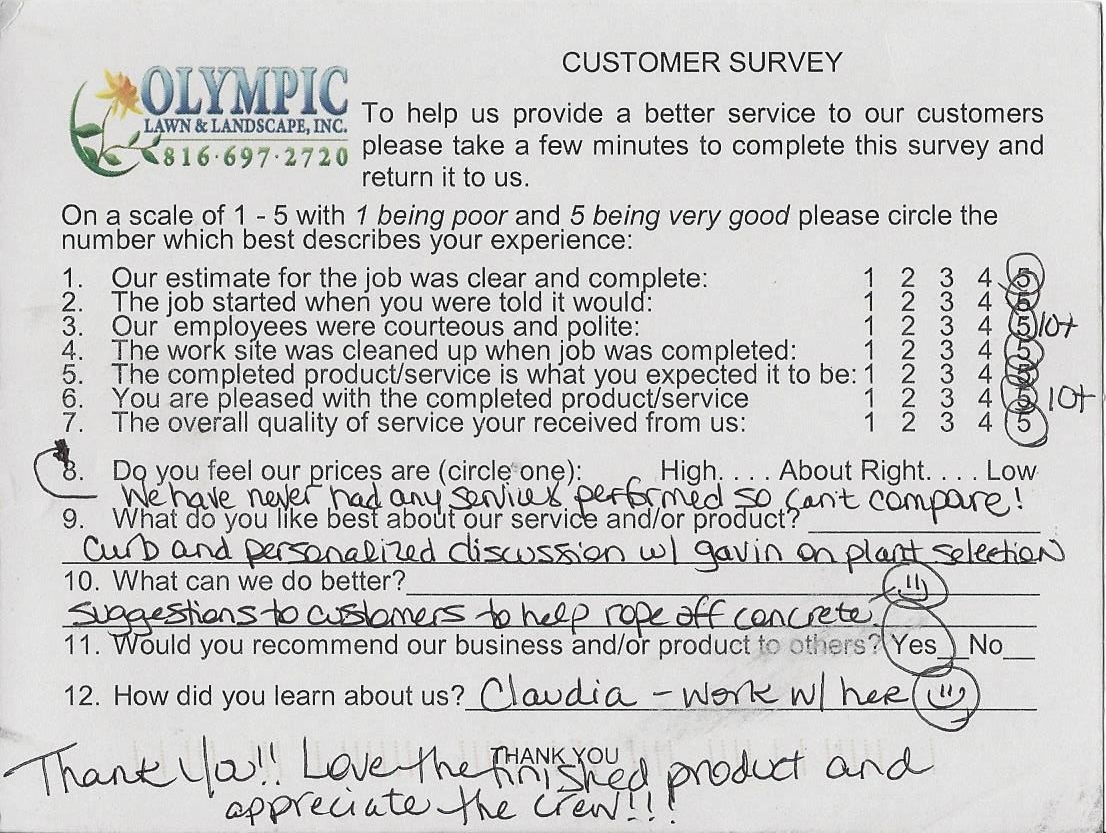 CUSTOMER SURVEY
OLYMPIC
LAWN & LANDSCAPE, INC.
816·697·2720
To help us provide a better service to our customers
please take a few minutes to complete this survey and
return it to us.
On a scale of 1 - 5 with 1 being poor and 5 being very good please circle the
number which best describes your experience:
1. Our estimate for the job was clear and complete: 1 2 3 4 5
2. The job started when you were told it would: 1 2 3 4 5
3. Our employees were courteous and polite: 1 2 3 4 5 10+
4. The work site was cleaned up when job was completed: 1 2 3 4 5
5. The completed product/service is what you expected it to be: 1 2 3 4 5
6. You are pleased with the completed product/service 1 2 3 4 5 10+
7. The overall quality of service your received from us: 1 2 3 4 5
8. Do you feel our prices are (circle one): High. . . . About Right. . . . Low
We have never had any services performed so can't compare!
9. What do you like best about our service and/or product?
Curb and personalized discussion w/ gavin on plant selection
10. What can we do better?
suggestions to customers to help rope off concrete.
11. Would you recommend our business and/or product to others? Yes__No__
12. How did you learn about us? Claudia - work w/ her
THANK YOU
Thank Ya!! Love the finished product and
appreciate the crew!!!